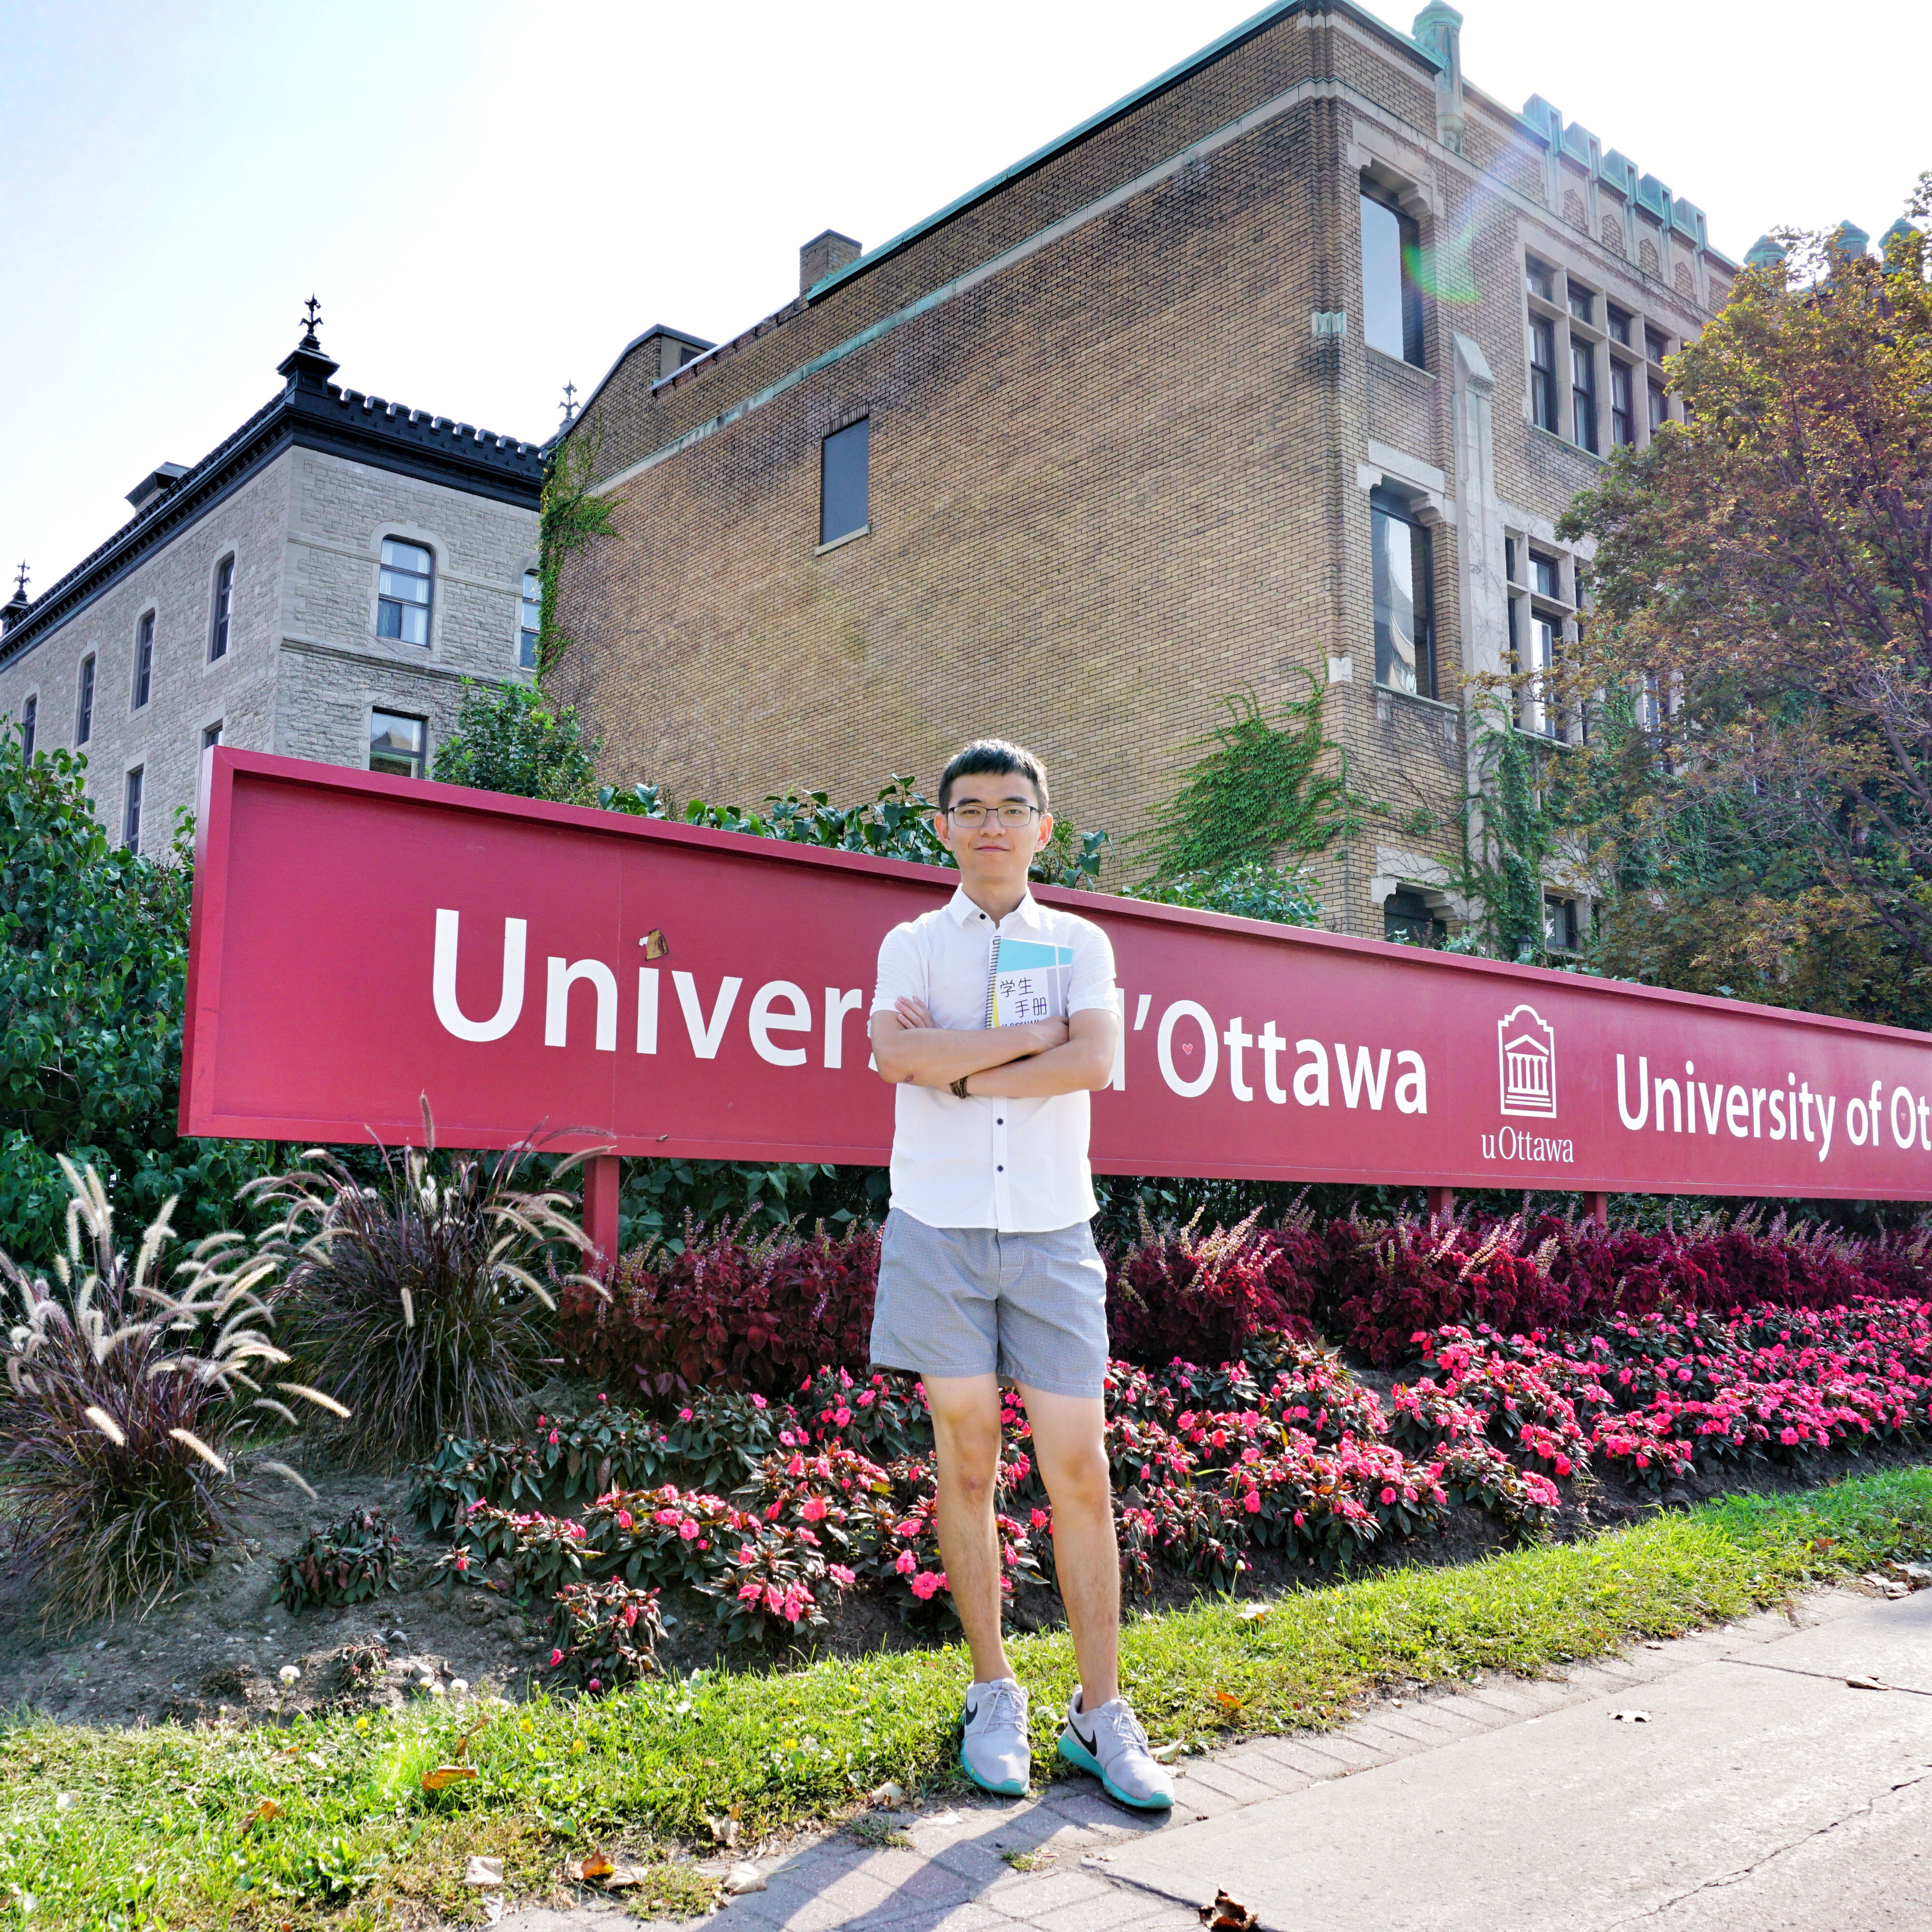 Univers
d'Ottawa
uOttawa
University of Ot
学生
手册